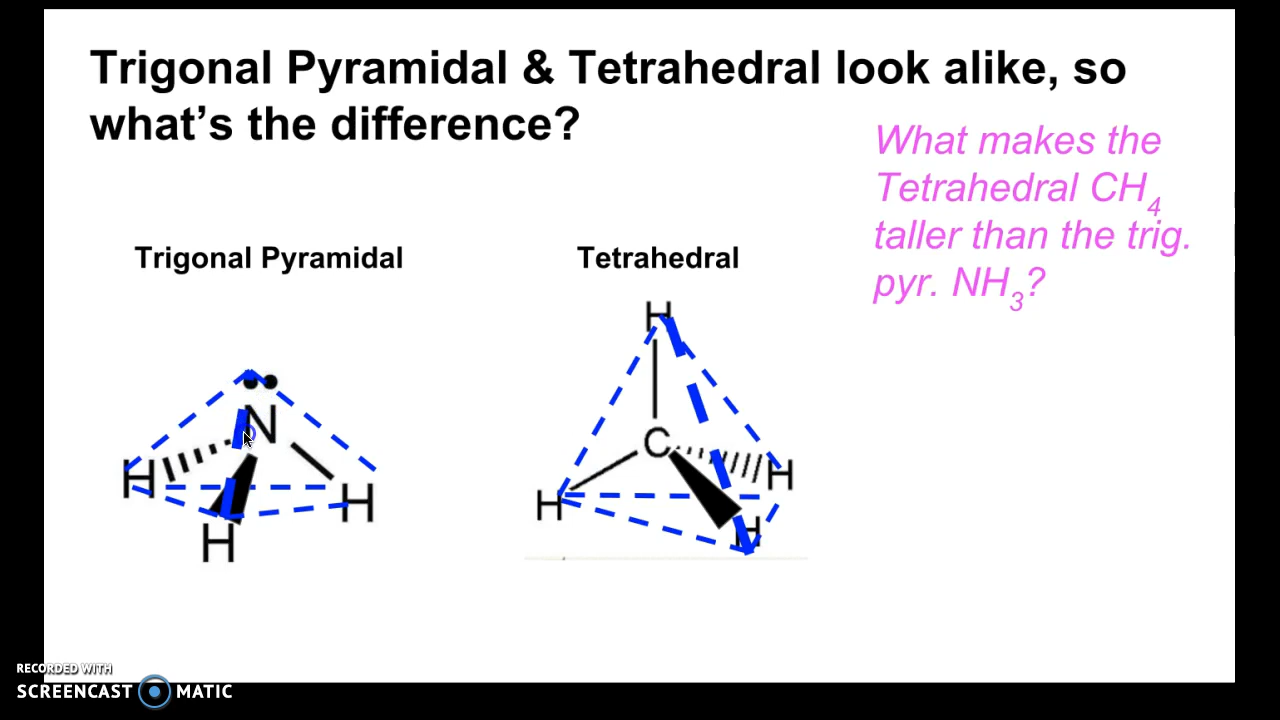 Trigonal Pyramidal & Tetrahedral look alike, so
what’s the difference?
What makes the
Tetrahedral CH4
taller than the trig.
pyr. NH3?
Trigonal Pyramidal
Tetrahedral
H
N
H
H
H
C
H
H
H
RECORDED WITH
SCREENCAST MATIC